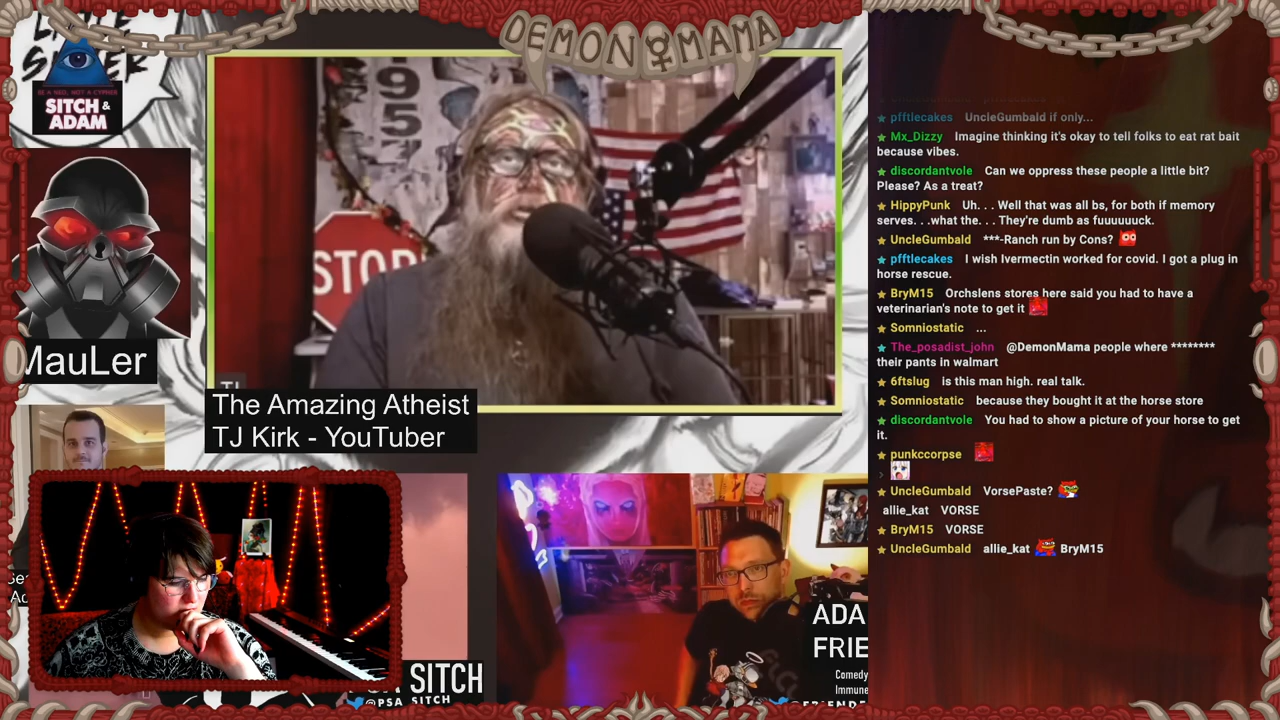 DEMON MAMA
BE A NEO, NOT A CYPHER
SITCH &
ADAM
1957
STOP
MauLer
The Amazing Atheist
TJ Kirk - YouTuber
SITCH
@PSA_SITCH
ADA
FRIE
Comedy
Immune
pfftlecakes UncleGumbald if only...
Mx_Dizzy Imagine thinking it's okay to tell folks to eat rat bait
because vibes.
discordantvole Can we oppress these people a little bit?
Please? As a treat?
HippyPunk Uh. . . Well that was all bs, for both if memory
serves. . .what the. . . They're dumb as fuuuuuuck.
UncleGumbald ***-Ranch run by Cons?
pfftlecakes I wish Ivermectin worked for covid. I got a plug in
horse rescue.
BryM15 Orchslens stores here said you had to have a
veterinarian's note to get it
Somniostatic ...
The_posadist_john @DemonMama people where ********
their pants in walmart
6ftslug is this man high. real talk.
Somniostatic because they bought it at the horse store
discordantvole You had to show a picture of your horse to get
it.
punkccorpse
UncleGumbald VorsePaste?
allie_kat VORSE
BryM15 VORSE
UncleGumbald allie_kat BryM15